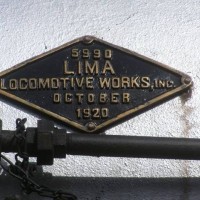 5990
LIMA
LOCOMOTIVE WORKS, INC.
OCTOBER
1920